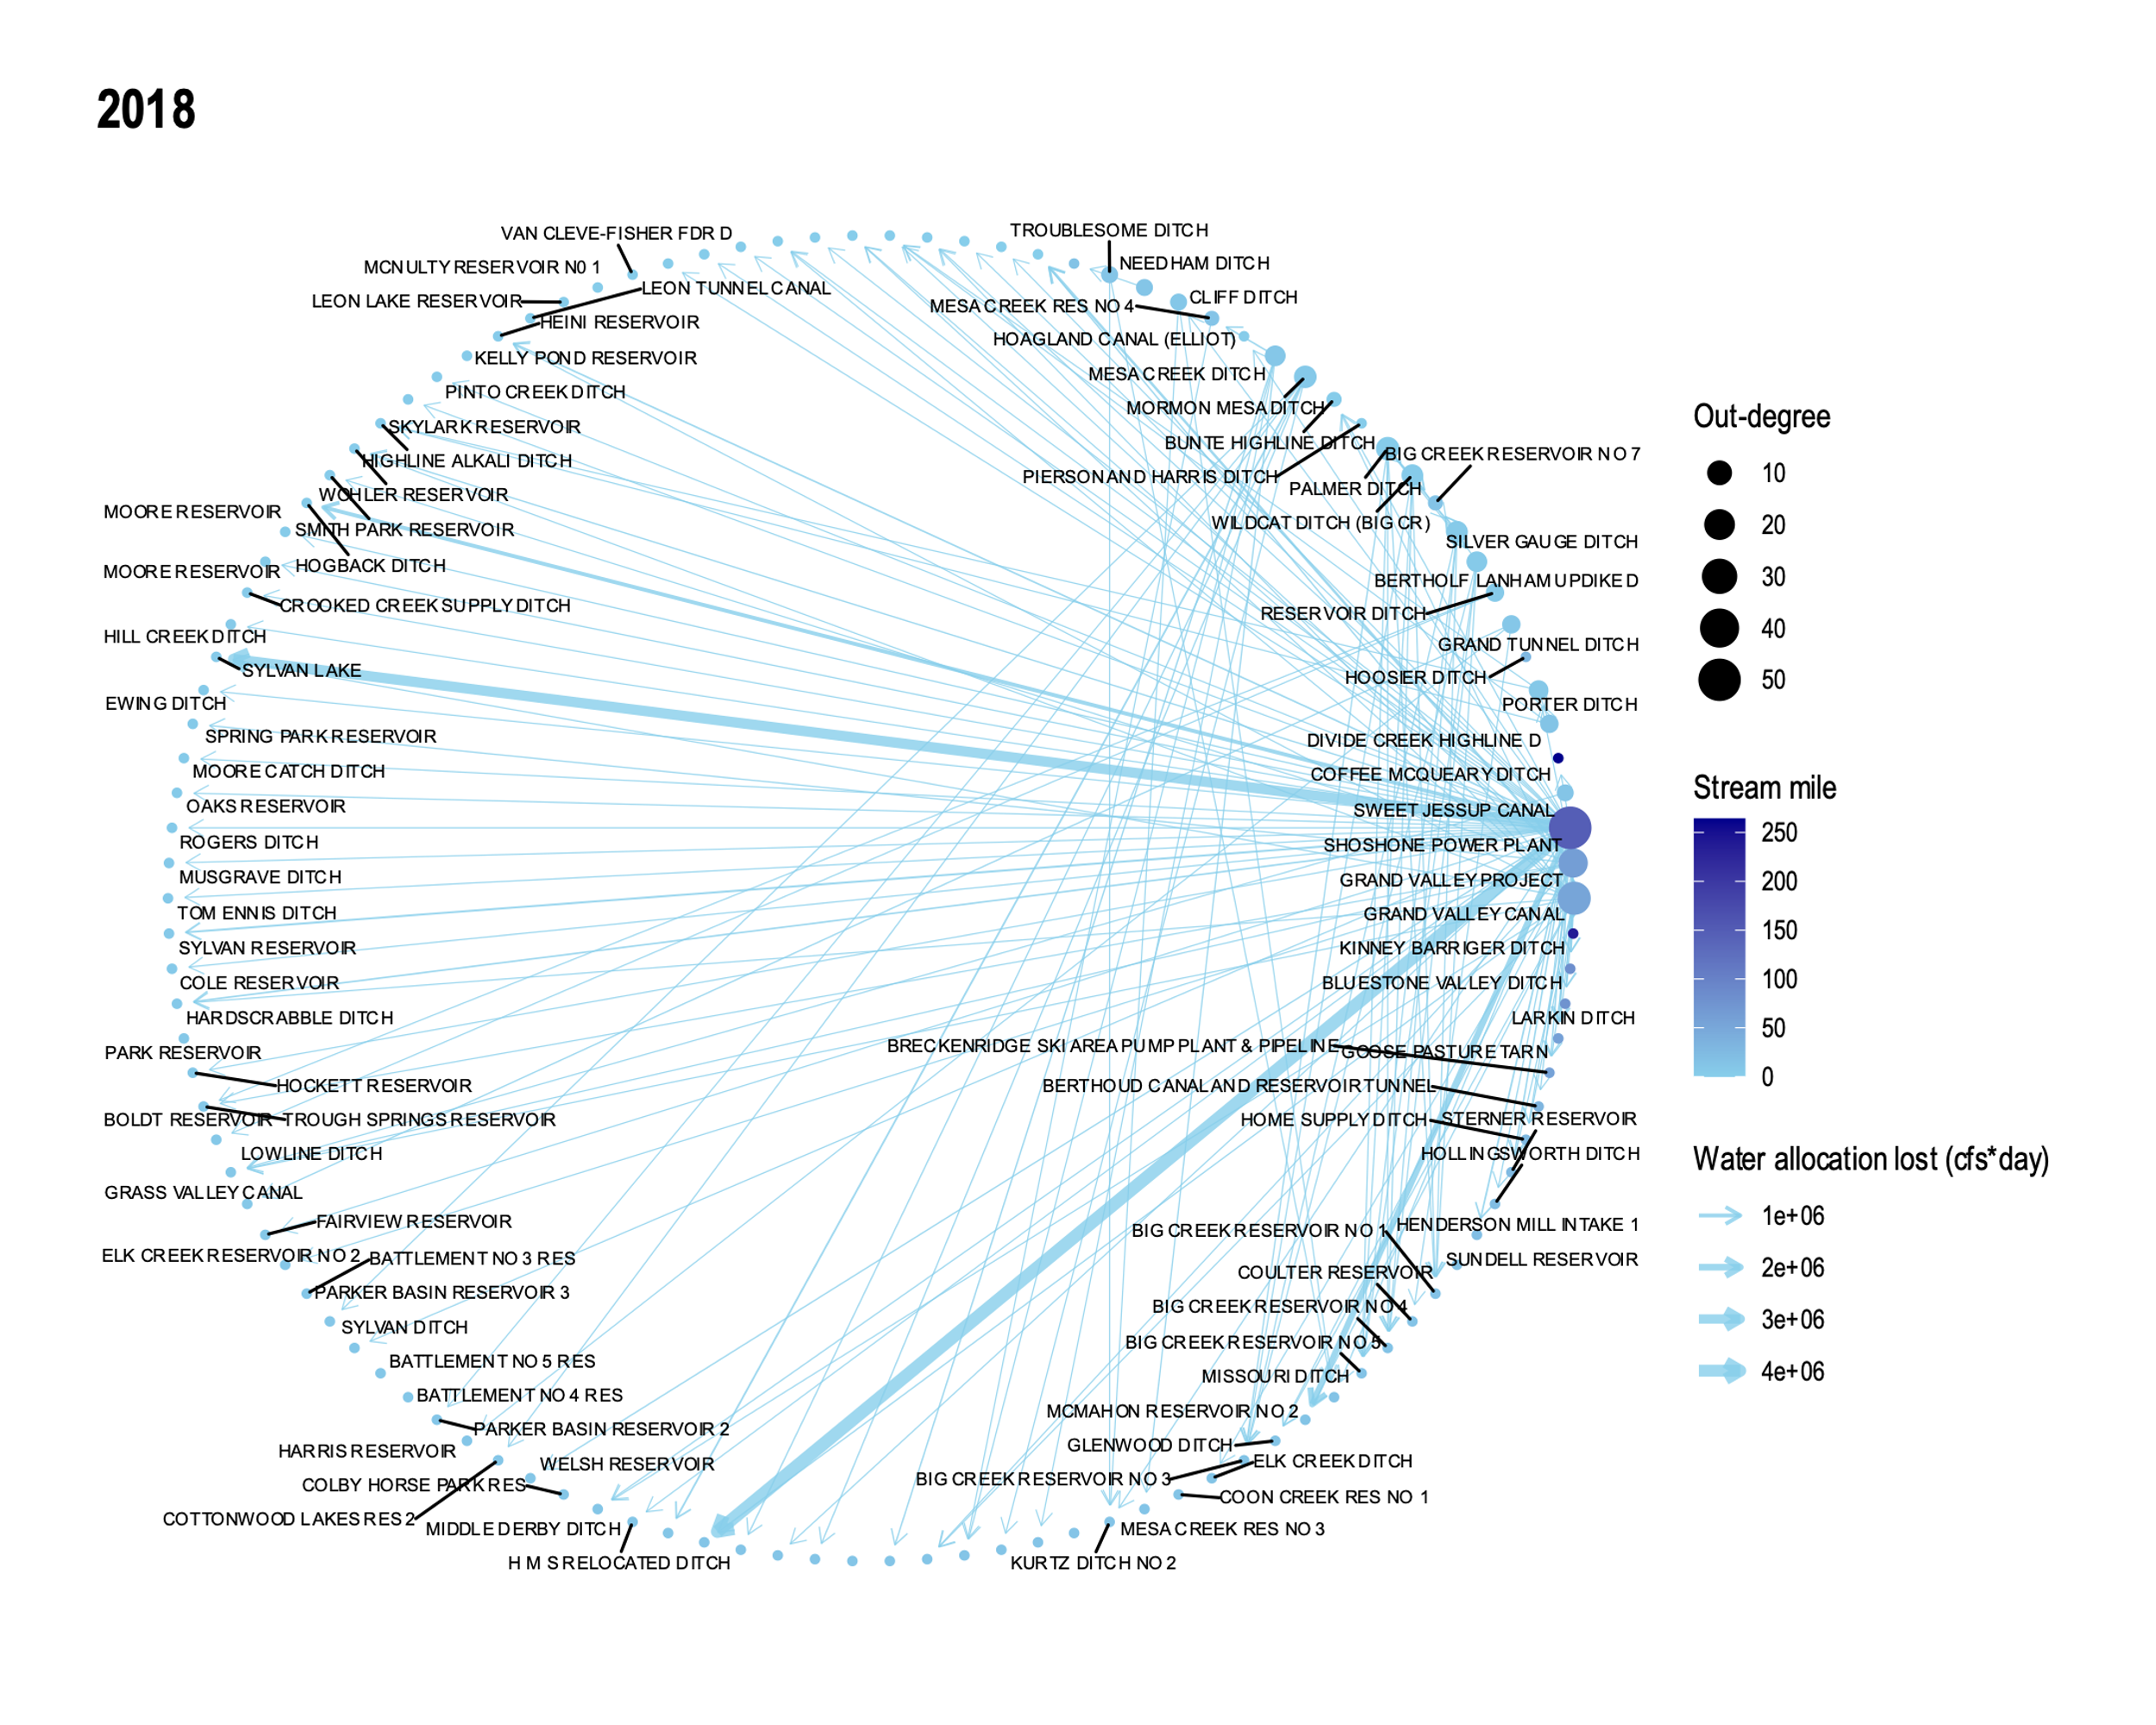 2018
VAN CLEVE-FISHER FDR D
MCNULTY RESERVOIR N0 1
LEON LAKE RESERVOIR
LEON TUNNEL CANAL
HEINI RESERVOIR
KELLY POND RESERVOIR
PINTO CREEK DITCH
SKYLARK RESERVOIR
HIGHLINE ALKALI DITCH
WOHLER RESERVOIR
MOORE RESERVOIR
SMITH PARK RESERVOIR
HOGBACK DITCH
MOORE RESERVOIR
CROOKED CREEK SUPPLY DITCH
HILL CREEK DITCH
SYLVAN LAKE
EWING DITCH
SPRING PARK RESERVOIR
MOORE CATCH DITCH
OAKS RESERVOIR
ROGERS DITCH
MUSGRAVE DITCH
TOM ENNIS DITCH
SYLVAN RESERVOIR
COLE RESERVOIR
HARDSCRABBLE DITCH
PARK RESERVOIR
HOCKETT RESERVOIR
BOLDT RESERVOIR
TROUGH SPRINGS RESERVOIR
LOWLINE DITCH
GRASS VALLEY CANAL
FAIRVIEW RESERVOIR
ELK CREEK RESERVOIR NO 2
BATTLEMENT NO 3 RES
PARKER BASIN RESERVOIR 3
SYLVAN DITCH
BATTLEMENT NO 5 RES
BATTLEMENT NO 4 RES
PARKER BASIN RESERVOIR 2
HARRIS RESERVOIR
WELSH RESERVOIR
COLBY HORSE PARK RES
COTTONWOOD LAKES RES 2
MIDDLE DERBY DITCH
H M S RELOCATED DITCH
TROUBLESOME DITCH
NEEDHAM DITCH
CLIFF DITCH
MESA CREEK RES NO 4
HOAGLAND CANAL (ELLIOT)
MESA CREEK DITCH
MORMON MESA DITCH
BUNTE HIGHLINE DITCH
BIG CREEK RESERVOIR NO 7
PIERSON AND HARRIS DITCH
PALMER DITCH
WILDCAT DITCH (BIG CR)
SILVER GAUGE DITCH
BERTHOLF LANHAM UPDIKE D
RESERVOIR DITCH
GRAND TUNNEL DITCH
HOOSIER DITCH
PORTER DITCH
DIVIDE CREEK HIGHLINE D
COFFEE MCQUEARY DITCH
SWEET JESSUP CANAL
SHOSHONE POWER PLANT
GRAND VALLEY PROJECT
GRAND VALLEY CANAL
KINNEY BARRIGER DITCH
BLUESTONE VALLEY DITCH
LARKIN DITCH
BRECKENRIDGE SKI AREA PUMP PLANT & PIPELINE
GOOSE PASTURE TARN
BERTHOUD CANAL AND RESERVOIR TUNNEL
HOME SUPPLY DITCH
STERNER RESERVOIR
HOLLINGSWORTH DITCH
BIG CREEK RESERVOIR NO 1
HENDERSON MILL INTAKE 1
SUNDELL RESERVOIR
COULTER RESERVOIR
BIG CREEK RESERVOIR NO 4
BIG CREEK RESERVOIR NO 5
MISSOURI DITCH
MCMAHON RESERVOIR NO 2
GLENWOOD DITCH
ELK CREEK DITCH
BIG CREEK RESERVOIR NO 3
COON CREEK RES NO 1
MESA CREEK RES NO 3
KURTZ DITCH NO 2
Out-degree
10
20
30
40
50
Stream mile
250
200
150
100
50
0
Water allocation lost (cfs*day)
1e+06
2e+06
3e+06
4e+06